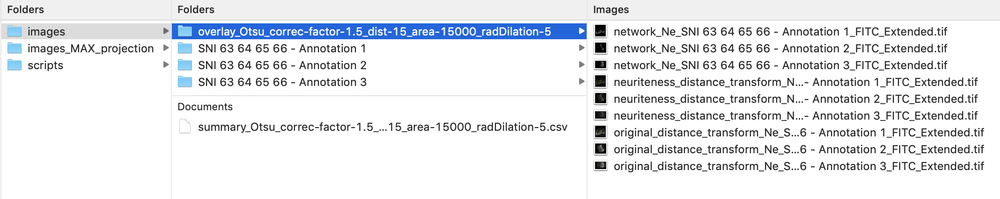 Folders
images
images_MAX_projection
scripts
Folders
overlay_Otsu_correc-factor-1.5_dist-15_area-15000_radDilation-5
SNI 63 64 65 66 - Annotation 1
SNI 63 64 65 66 - Annotation 2
SNI 63 64 65 66 - Annotation 3
Documents
summary_Otsu_correc-factor-1.5_...15_area-15000_radDilation-5.csv
Images
network_Ne_SNI 63 64 65 66 - Annotation 1_FITC_Extended.tif
network_Ne_SNI 63 64 65 66 - Annotation 2_FITC_Extended.tif
network_Ne_SNI 63 64 65 66 - Annotation 3_FITC_Extended.tif
neuriteness_distance_transform_N...- Annotation 1_FITC_Extended.tif
neuriteness_distance_transform_N...- Annotation 2_FITC_Extended.tif
neuriteness_distance_transform_N...- Annotation 3_FITC_Extended.tif
original_distance_transform_Ne_S...6 - Annotation 1_FITC_Extended.tif
original_distance_transform_Ne_S...6 - Annotation 2_FITC_Extended.tif
original_distance_transform_Ne_S...6 - Annotation 3_FITC_Extended.tif